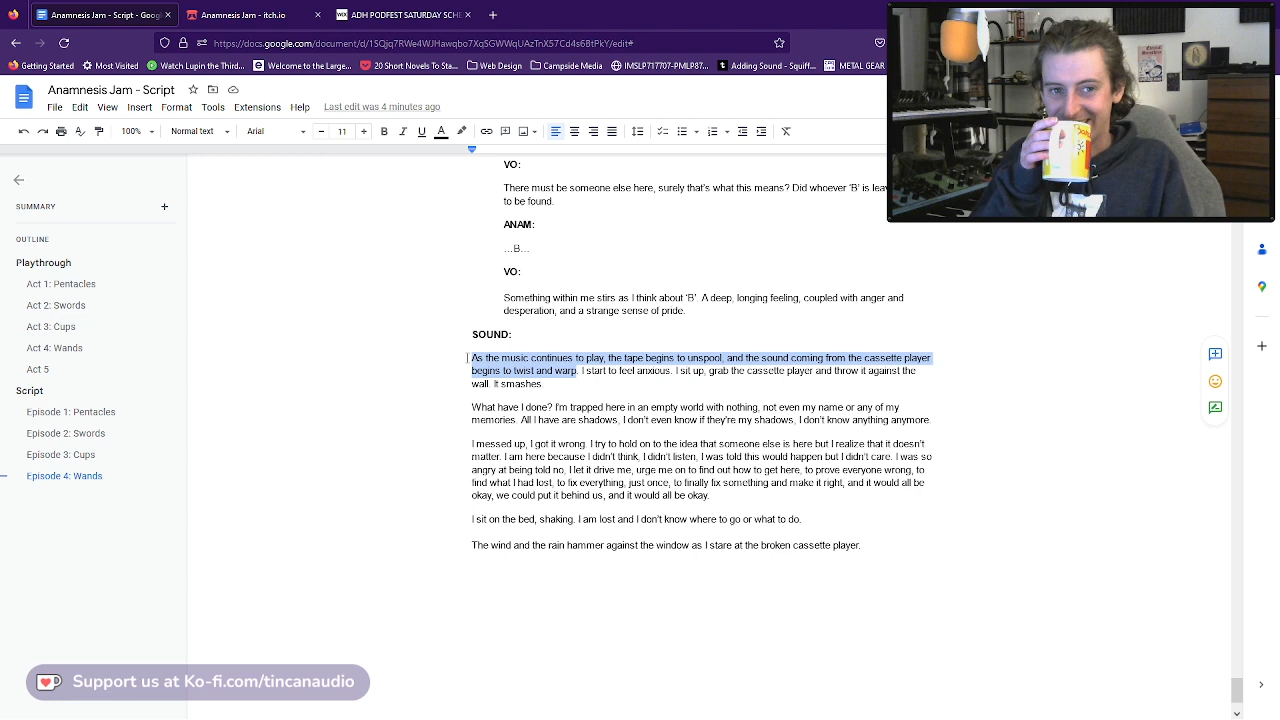 Anamnesis Jam - Script - Goog
Anamnesis Jam - itch.io
WIX ADH PODFEST SATURDAY SCHE
https://docs.google.com/document/d/1SQjq7RWe4WJHawqbo7XqSGWWqUAzTnXS7Cd4s6BtPkY/edit#
Getting Started
Most Visited
Watch Lupin the Third...
Welcome to the Large...
20 Short Novels To S...
Web Design
Campside Media
IMSLP717707-PMLP87...
Adding Sound - Squiff...
METAL GEAR
Anamnesis Jam - Script
File Edit View Insert Format Tools Extensions Help Last edit was 4 minutes ago
100% Normal text Arial 11
SUMMARY
OUTLINE
Playthrough
Act 1: Pentacles
Act 2: Swords
Act 3: Cups
Act 4: Wands
Act 5
Script
Episode 1: Pentacles
Episode 2: Swords
Episode 3: Cups
Episode 4: Wands
VO:
There must be someone else here, surely that's what this means? Did whoever 'B' is leav
to be found.
ANAM:
…B…
VO:
Something within me stirs as I think about 'B'. A deep, longing feeling, coupled with anger and
desperation, and a strange sense of pride.
SOUND:
As the music continues to play, the tape begins to unspool, and the sound coming from the cassette player
begins to twist and warp. I start to feel anxious. I sit up, grab the cassette player and throw it against the
wall. It smashes.
What have I done? I'm trapped here in an empty world with nothing, not even my name or any of my
memories. All I have are shadows, I don't even know if they're my shadows, I don't know anything anymore.
I messed up, I got it wrong. I try to hold on to the idea that someone else is here but I realize that it doesn't
matter. I am here because I didn't think, I didn't listen, I was told this would happen but I didn't care. I was so
angry at being told no, I let it drive me, urge me on to find out how to get here, to prove everyone wrong, to
find what I had lost, to fix everything, just once, to finally fix something and make it right, and it would all be
okay, we could put it behind us, and it would all be okay.
I sit on the bed, shaking. I am lost and I don't know where to go or what to do.
The wind and the rain hammer against the window as I stare at the broken cassette player.
Support us at Ko-fi.com/tincanaudio